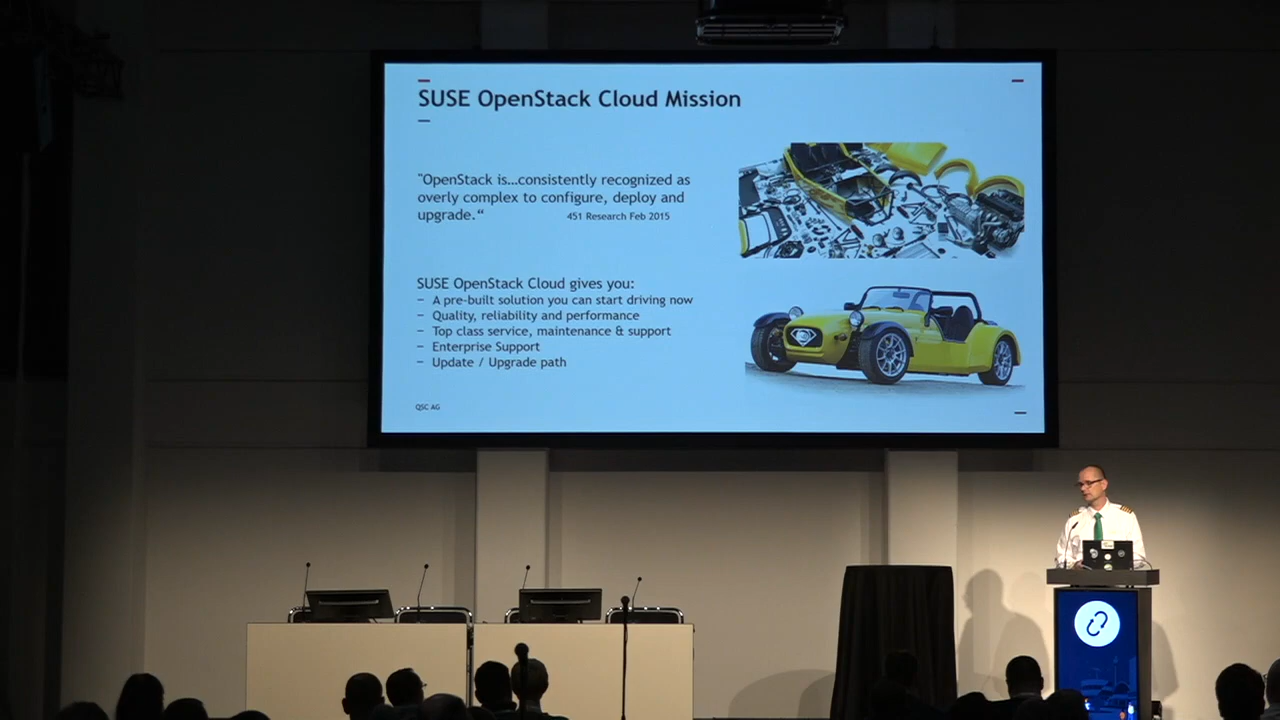 SUSE OpenStack Cloud Mission
"OpenStack is…consistently recognized as
overly complex to configure, deploy and
upgrade.“ 451 Research Feb 2015
SUSE OpenStack Cloud gives you:
– A pre-built solution you can start driving now
– Quality, reliability and performance
– Top class service, maintenance & support
– Enterprise Support
– Update / Upgrade path
QSC AG